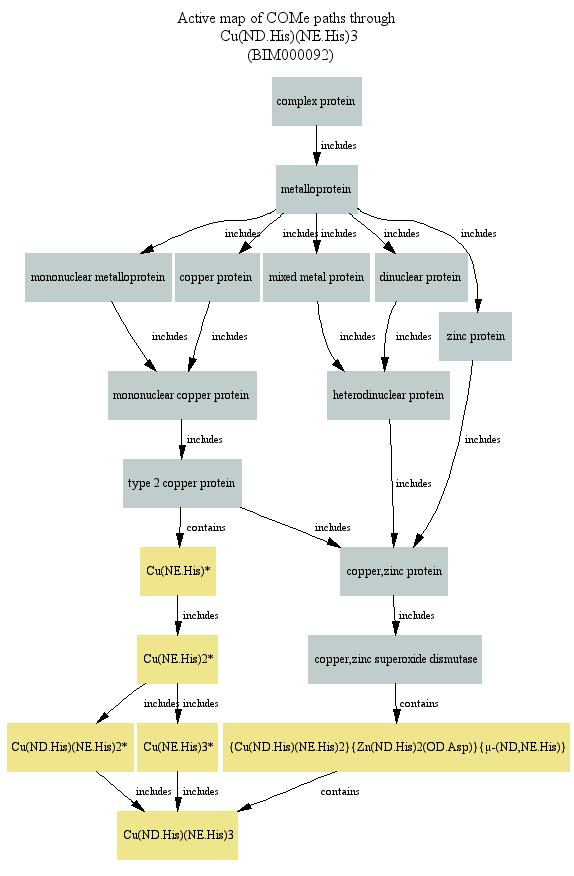 Active map of COMe paths through
Cu(ND.His)(NE.His)3
(BIM000092)
complex protein
includes
metalloprotein
includes
includes
includes
includes
includes
mononuclear metalloprotein
copper protein
mixed metal protein
dinuclear protein
zinc protein
includes
includes
includes
includes
mononuclear copper protein
heterodinuclear protein
includes
includes
type 2 copper protein
includes
contains
includes
Cu(NE.His)*
copper,zinc protein
includes
includes
Cu(NE.His)2*
copper,zinc superoxide dismutase
includes
includes
contains
Cu(ND.His)(NE.His)2*
Cu(NE.His)3*
{Cu(ND.His)(NE.His)2}{Zn(ND.His)2(OD.Asp)}{μ-(ND,NE.His)}
includes
includes
contains
Cu(ND.His)(NE.His)3